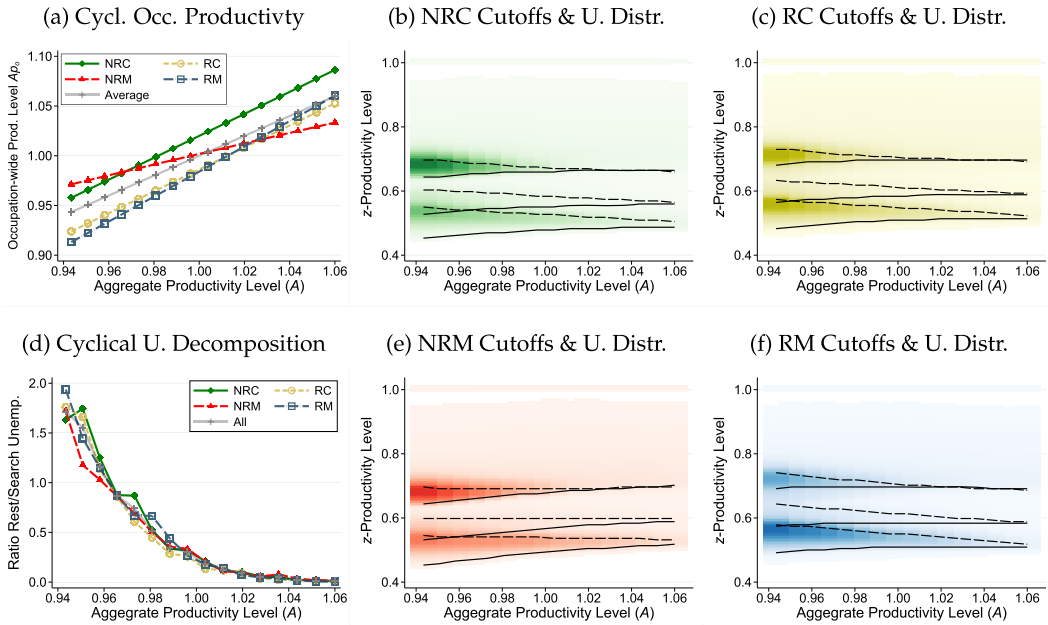 (a) Cycl. Occ. Productivty
(b) NRC Cutoffs & U. Distr.
(c) RC Cutoffs & U. Distr.
Occupation-wide Prod. Level Apₒ
1.10
1.05
1.00
0.95
0.90
NRC
RC
NRM
RM
Average
0.94 0.96 0.98 1.00 1.02 1.04 1.06
Aggregate Productivity Level (A)
z-Productivity Level
1.0
0.8
0.6
0.4
0.94 0.96 0.98 1.00 1.02 1.04 1.06
Aggegrate Productivity Level (A)
z-Productivity Level
1.0
0.8
0.6
0.4
0.94 0.96 0.98 1.00 1.02 1.04 1.06
Aggegrate Productivity Level (A)
(d) Cyclical U. Decomposition
(e) NRM Cutoffs & U. Distr.
(f) RM Cutoffs & U. Distr.
Ratio Rest/Search Unemp.
2.0
1.5
1.0
0.5
0.0
NRC
RC
NRM
RM
All
0.94 0.96 0.98 1.00 1.02 1.04 1.06
Aggregate Productivity Level (A)
z-Productivity Level
1.0
0.8
0.6
0.4
0.94 0.96 0.98 1.00 1.02 1.04 1.06
Aggegrate Productivity Level (A)
z-Productivity Level
1.0
0.8
0.6
0.4
0.94 0.96 0.98 1.00 1.02 1.04 1.06
Aggegrate Productivity Level (A)